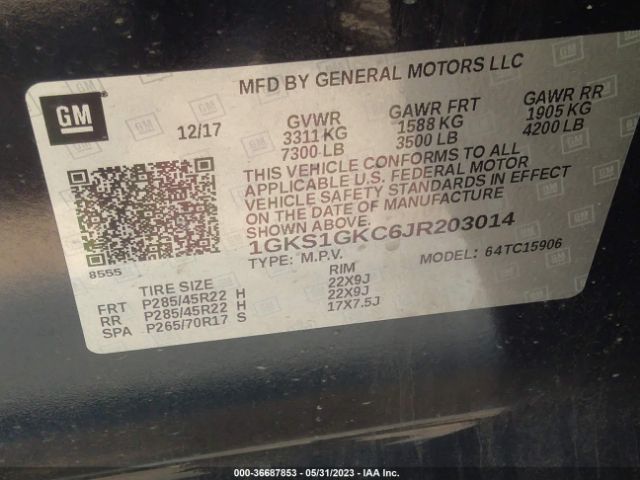 MFD BY GENERAL MOTORS LLC
GM
12/17
GVWR
3311 KG
7300 LB
GAWR FRT
1588 KG
3500 LB
GAWR RR
1905 KG
4200 LB
THIS VEHICLE CONFORMS TO ALL
APPLICABLE U.S. FEDERAL MOTOR
VEHICLE SAFETY STANDARDS IN EFFECT
ON THE DATE OF MANUFACTURE
SHOWN ABOVE.
1GKS1GKC6JR203014
TYPE: M.P.V.
MODEL: 64TC15906
8555
TIRE SIZE RIM
FRT P285/45R22 H 22X9J
RR P285/45R22 H 22X9J
SPA P265/70R17 S 17X7.5J
000-36687853 - 05/31/2023 - IAA Inc.